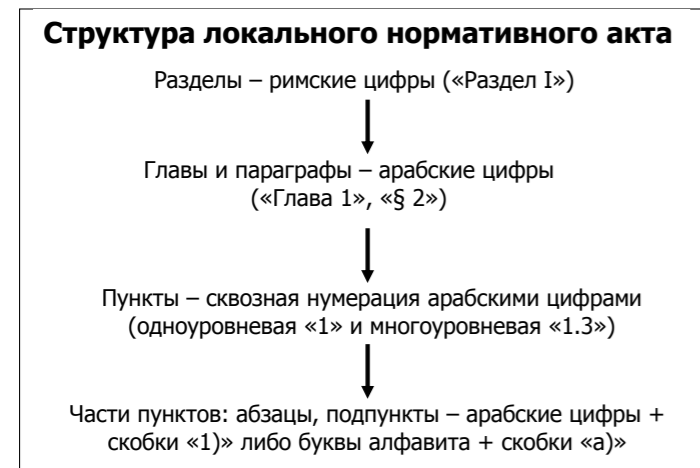 Структура локального нормативного акта
Разделы – римские цифры («Раздел I»)
Главы и параграфы – арабские цифры
(«Глава 1», «§ 2»)
Пункты – сквозная нумерация арабскими цифрами
(одноуровневая «1» и многоуровневая «1.3»)
Части пунктов: абзацы, подпункты – арабские цифры +
скобки «1)» либо буквы алфавита + скобки «а)»